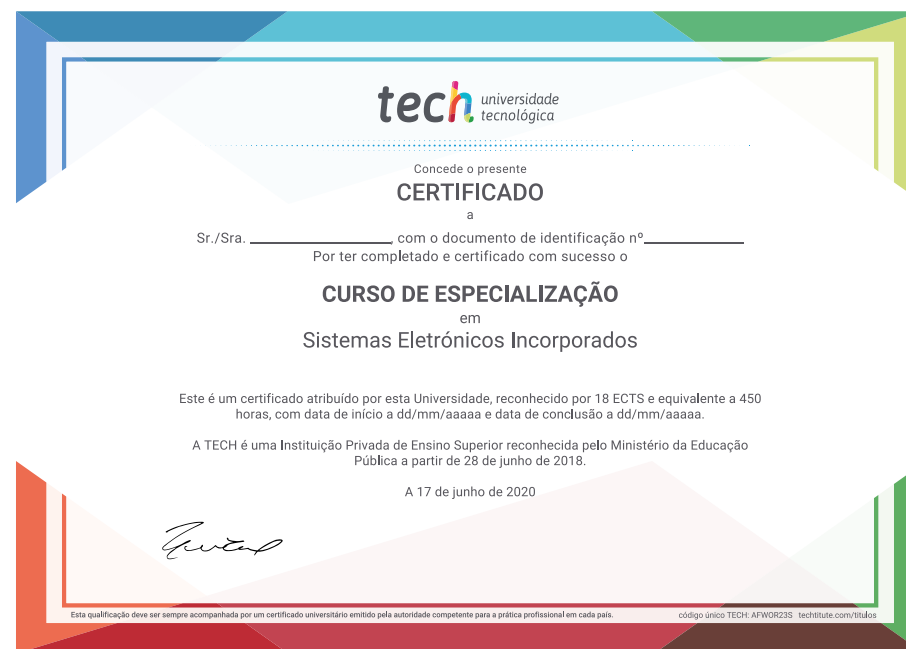 tech universidade
tecnológica
Concede o presente
CERTIFICADO
a
Sr./Sra. ____________________, com o documento de identificação nº______________
Por ter completado e certificado com sucesso o
CURSO DE ESPECIALIZAÇÃO
em
Sistemas Eletrónicos Incorporados
Este é um certificado atribuído por esta Universidade, reconhecido por 18 ECTS e equivalente a 450
horas, com data de início a dd/mm/aaaaa e data de conclusão a dd/mm/aaaaa.
A TECH é uma Instituição Privada de Ensino Superior reconhecida pelo Ministério da Educação
Pública a partir de 28 de junho de 2018.
A 17 de junho de 2020
Esta qualificação deve ser sempre acompanhada por um certificado universitário emitido pela autoridade competente para a prática profissional em cada país. código único TECH: AFWOR23S techtitute.com/titulos